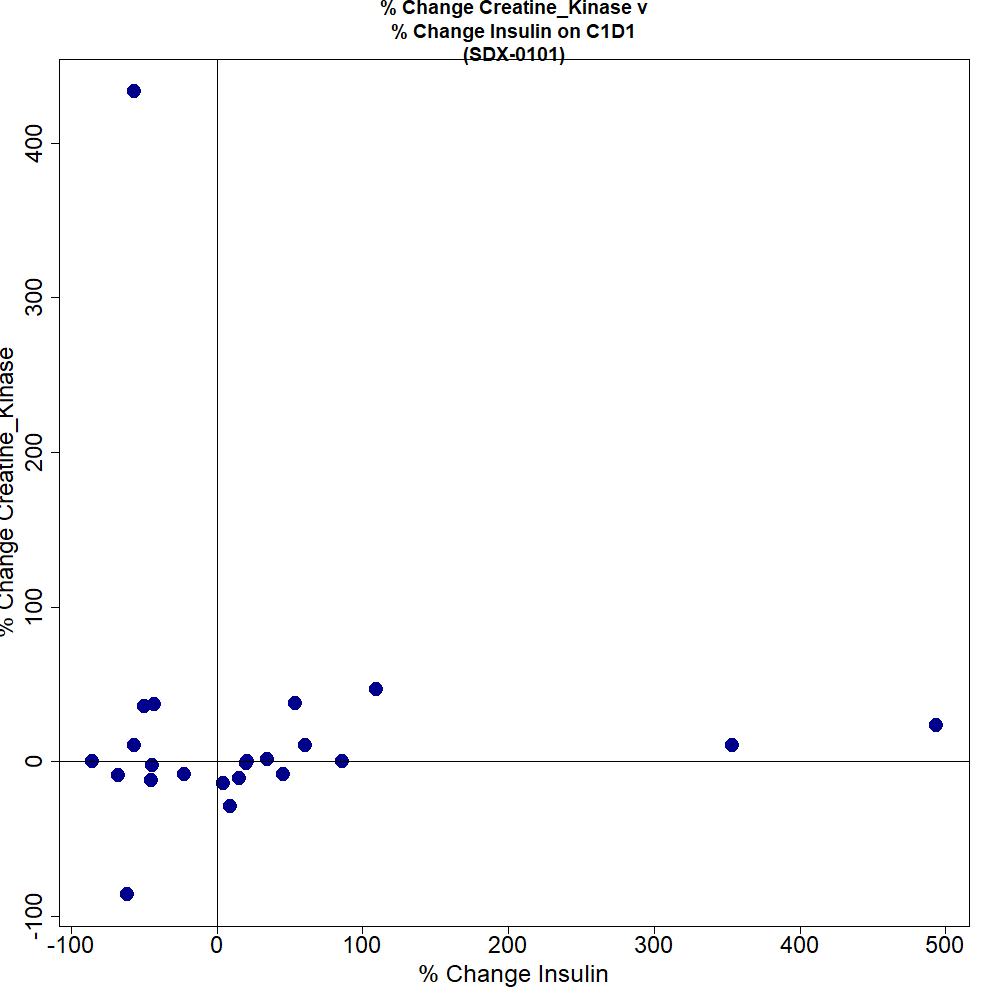 % Change Creatine_Kinase v
% Change Insulin on C1D1
(SDX-0101)
% Change Creatine_Kinase
400
300
200
100
0
-100
-100 0 100 200 300 400 500
% Change Insulin